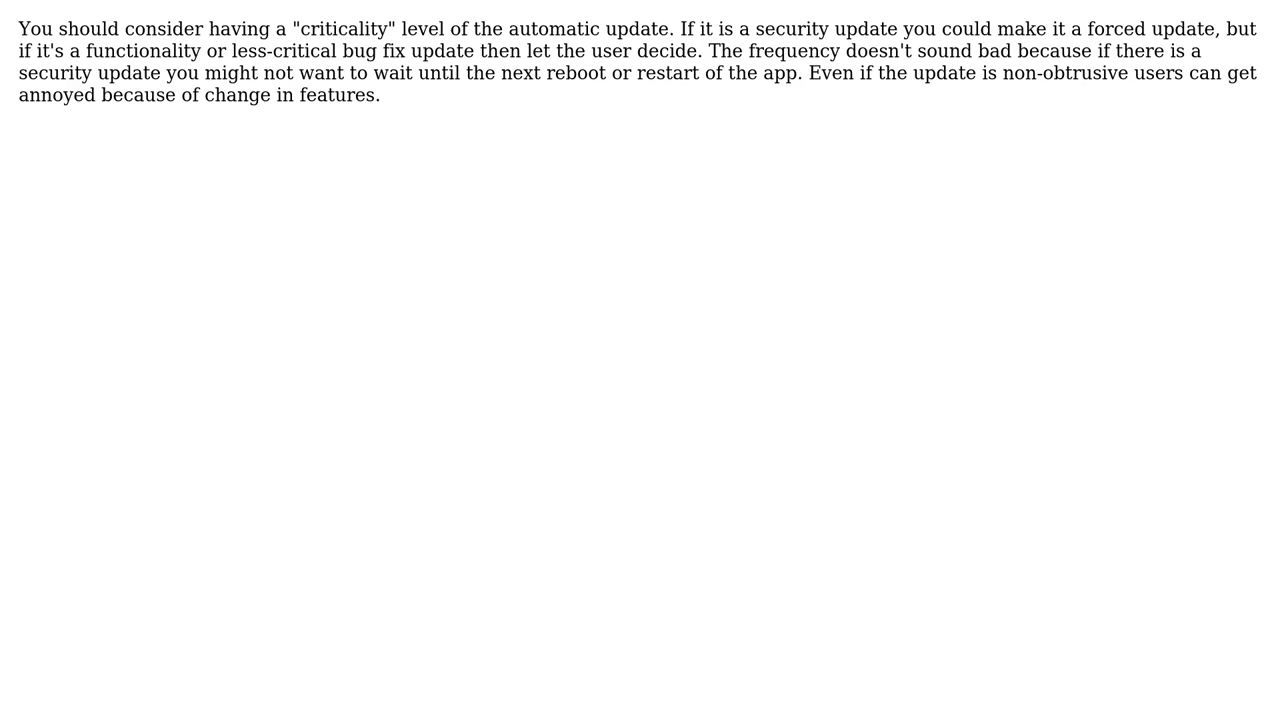 You should consider having a "criticality" level of the automatic update. If it is a security update you could make it a forced update, but
if it's a functionality or less-critical bug fix update then let the user decide. The frequency doesn't sound bad because if there is a
security update you might not want to wait until the next reboot or restart of the app. Even if the update is non-obtrusive users can get
annoyed because of change in features.